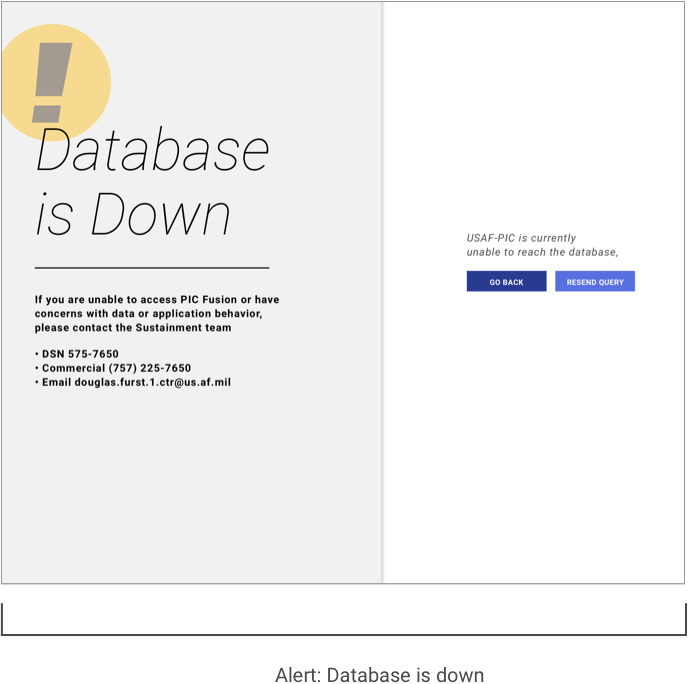 !
Database
is Down
If you are unable to access PIC Fusion or have
concerns with data or application behavior,
please contact the Sustainment team
• DSN 575-7650
• Commercial (757) 225-7650
• Email douglas.furst.1.ctr@us.af.mil
USAF-PIC is currently
unable to reach the database,
GO BACK RESEND QUERY
Alert: Database is down